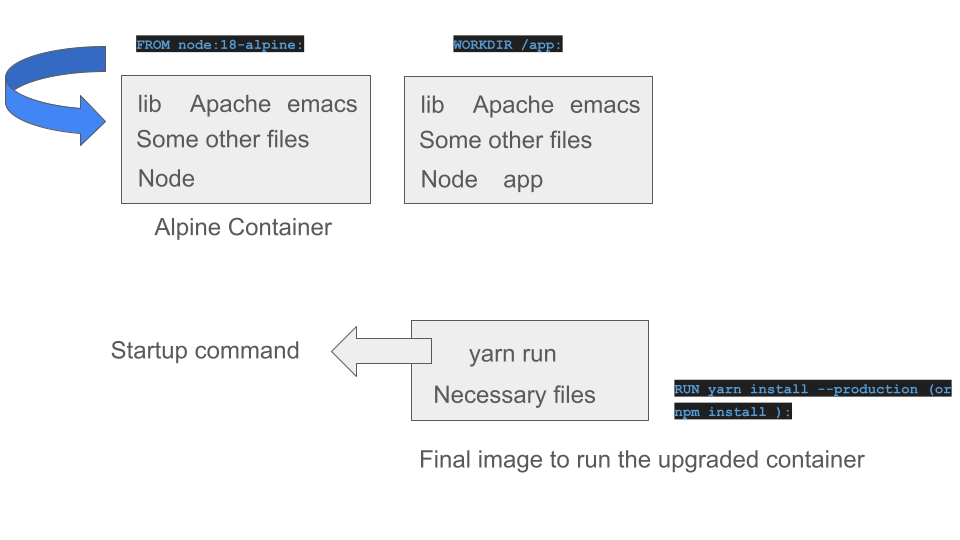 FROM node:18-alpine:
WORKDIR /app:
lib Apache emacs
Some other files
Node
Alpine Container
lib Apache emacs
Some other files
Node app
Startup command
yarn run
Necessary files
RUN yarn install --production (or
npm install ):
Final image to run the upgraded container